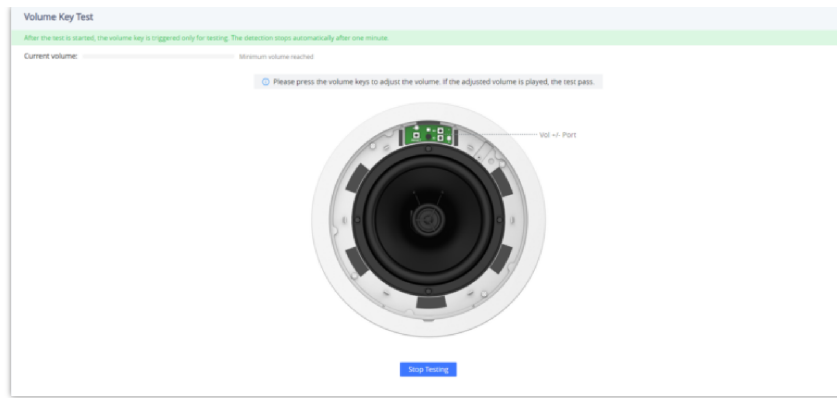 Volume Key Test
After the test is started, the volume key is triggered only for testing. The detection stops automatically after one minute.
Current volume:
Minimum volume reached
Please press the volume keys to adjust the volume. If the adjusted volume is played, the test pass.
Vol +/- Port
Stop Testing